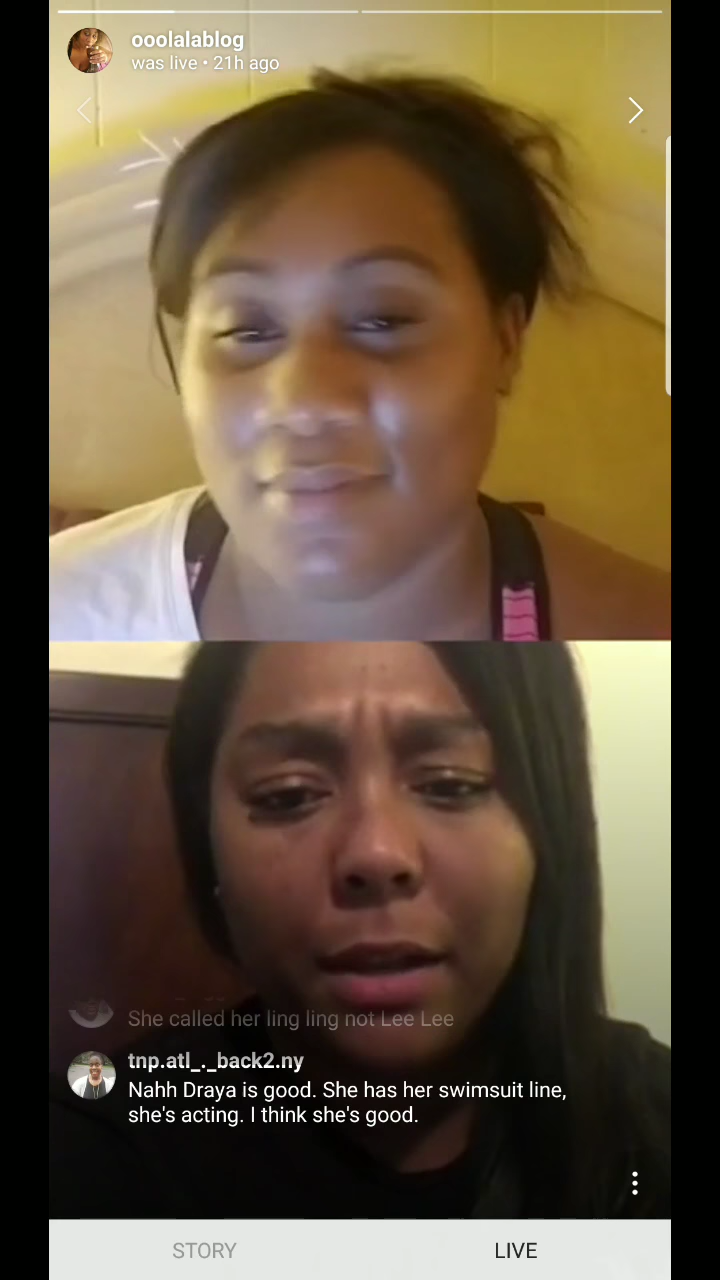 ooolalablog
was live • 21h ago
She called her ling ling not Lee Lee
tnp.atl_._back2.ny
Nahh Draya is good. She has her swimsuit line,
she's acting. I think she's good.
STORY LIVE